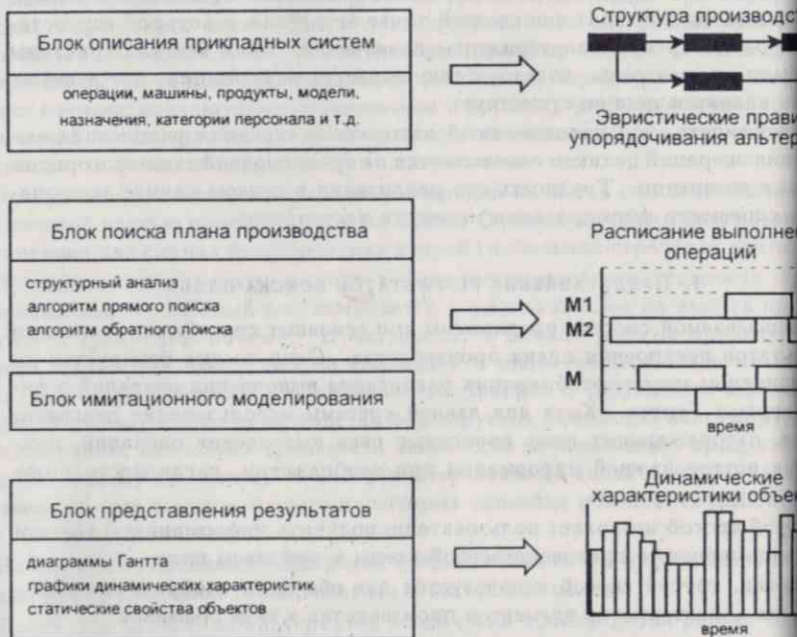 Блок описания прикладных систем
операции, машины, продукты, модели,
назначения, категории персонала и т.д.
Структура производст
Эвристические прави
упорядочивания альтер
Блок поиска плана производства
структурный анализ
алгоритм прямого поиска
алгоритм обратного поиска
Блок имитационного моделирования
Расписание выполнен
операций
M1
M2
M
время
Блок представления результатов
диаграммы Гантта
графики динамических характеристик
статические свойства объектов
Динамические
характеристики объе
время